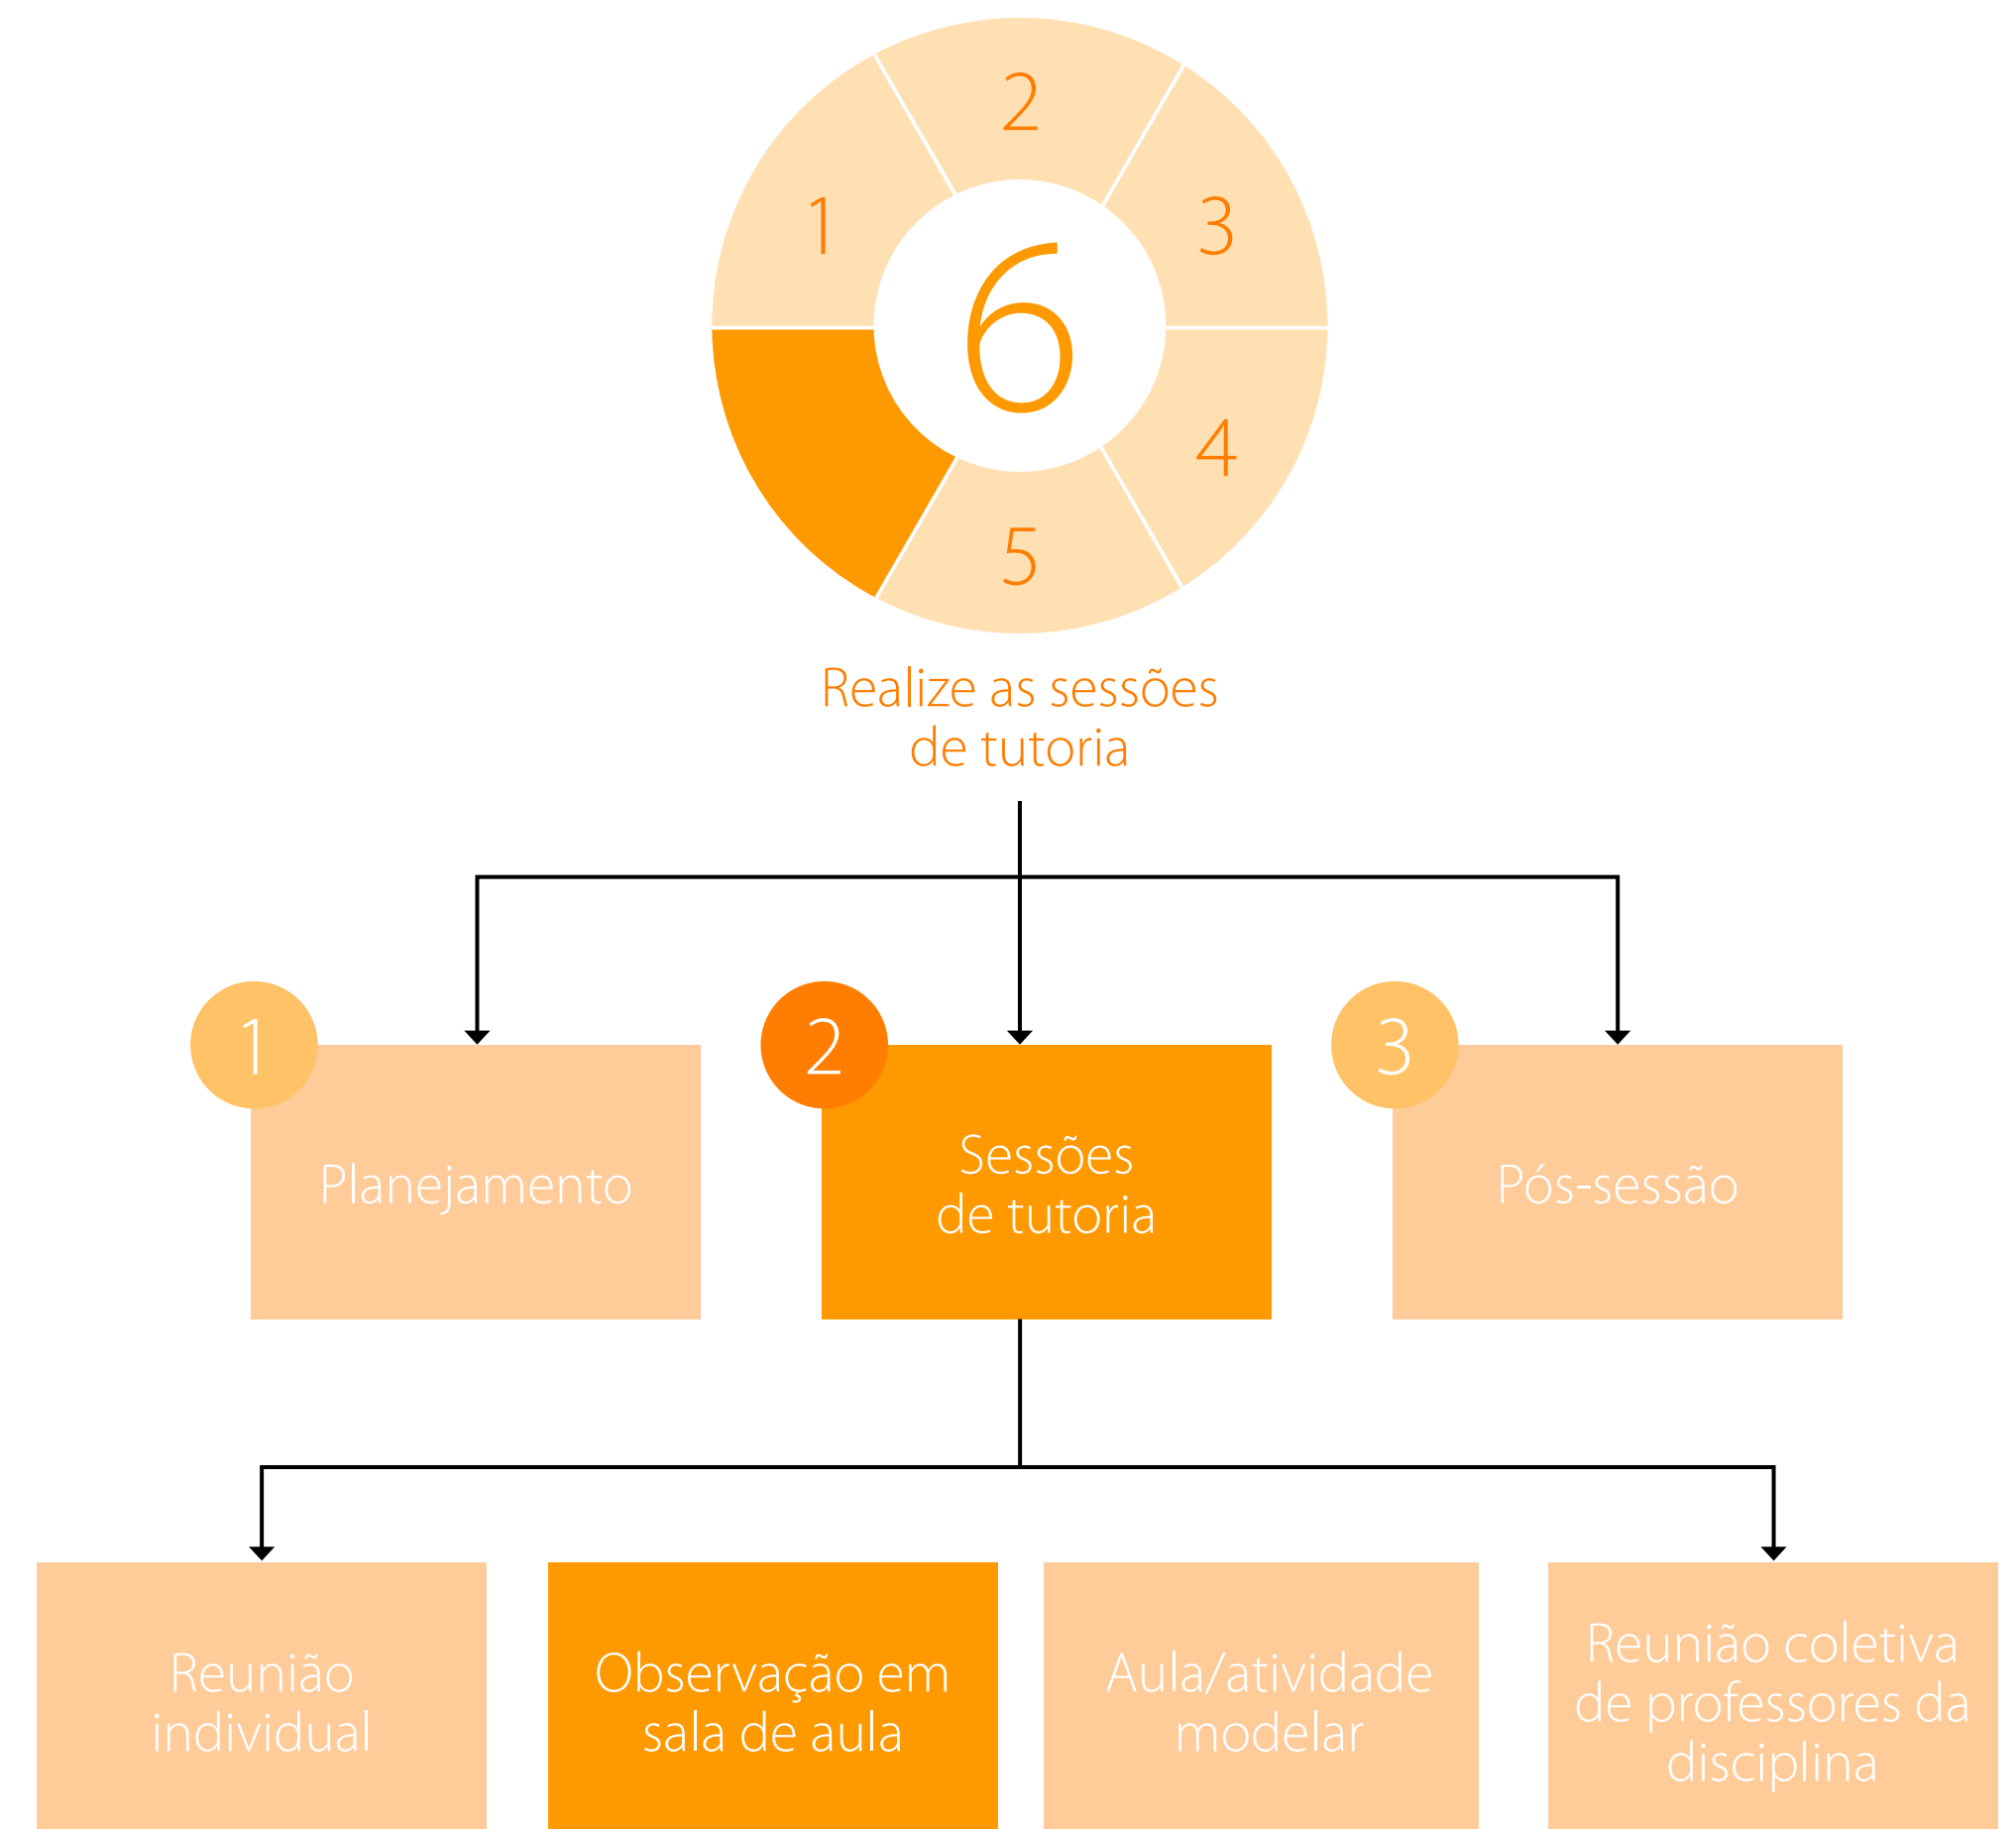 2
1
3
6
4
5
Realize as sessões
de tutoria
1
2
3
Planejamento
Sessões
de tutoria
Pós-sessão
Reunião
individual
Observação em
sala de aula
Aula/atividade
modelar
Reunião coletiva
de professores da
disciplina